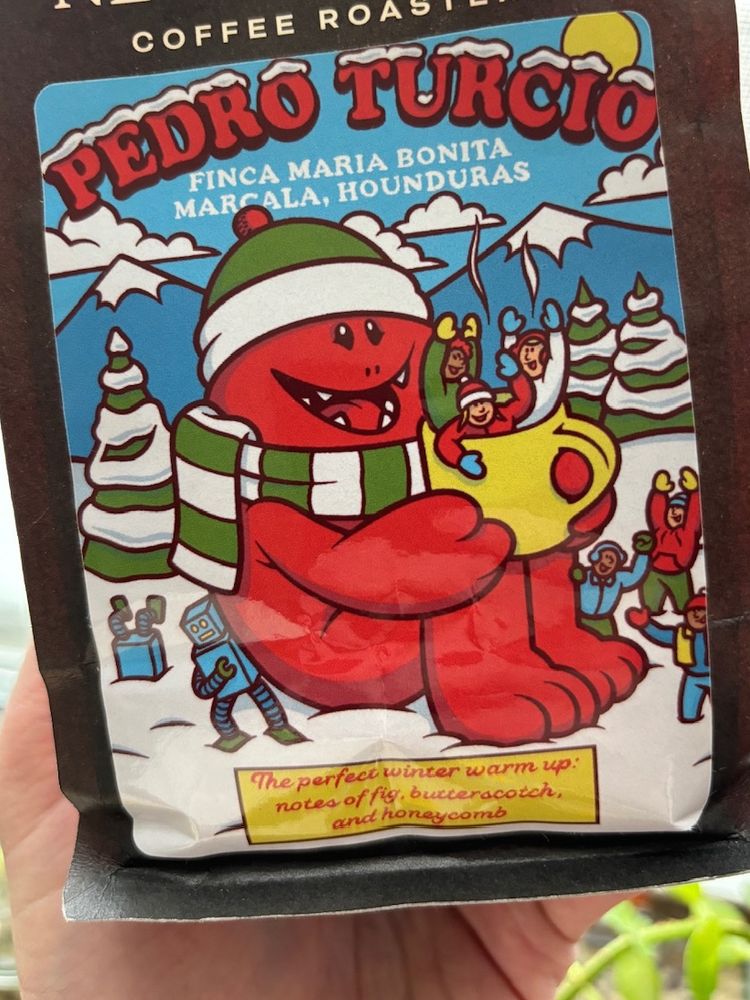 COFFEE
PEDRO TURCIO
FINCA MARIA BONITA
MARCALA, HOUNDURAS
The perfect winter warm up:
notes of fig, butterscotch,
and honeycomb